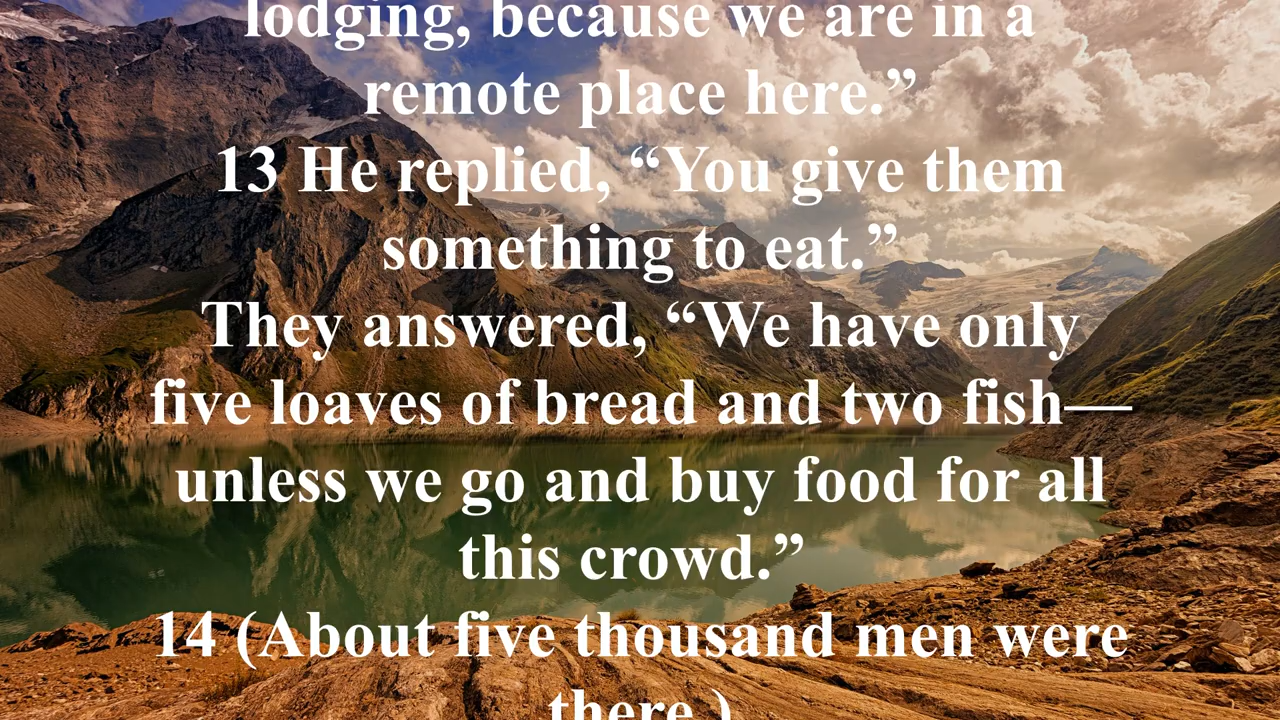 lodging, because we are in a
remote place here.”
13 He replied, “You give them
something to eat.”
They answered, “We have only
five loaves of bread and two fish—
unless we go and buy food for all
this crowd.”
14 (About five thousand men were
there.)